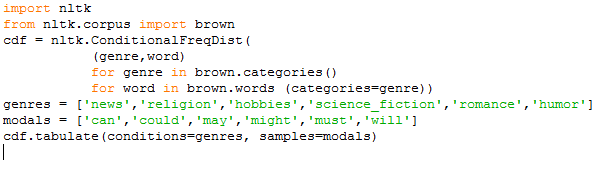 import nltk
from nltk.corpus import brown
cdf = nltk.ConditionalFreqDist(
           (genre,word)
           for genre in brown.categories()
           for word in brown.words (categories=genre))
genres = ['news','religion','hobbies','science_fiction','romance','humor']
modals = ['can','could','may','might','must','will']
cdf.tabulate(conditions=genres, samples=modals)